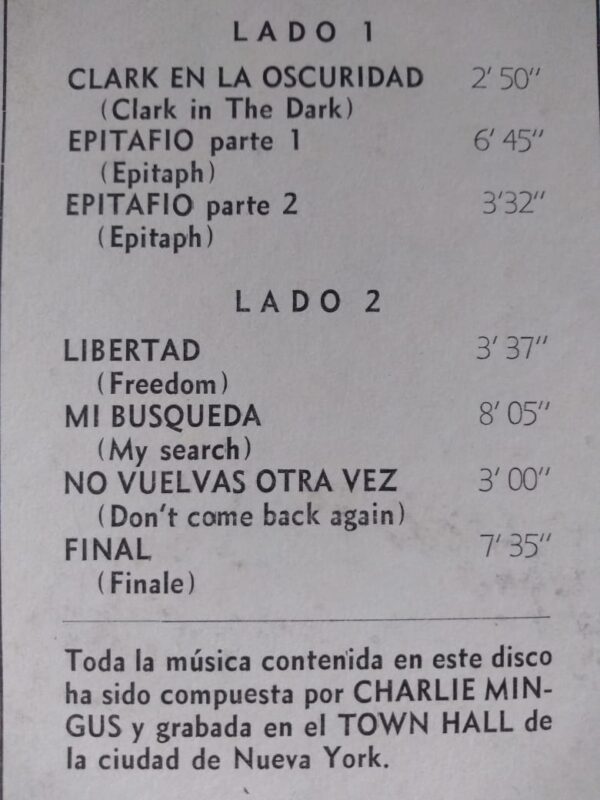 LADO 1
CLARK EN LA OSCURIDAD 2' 50"
(Clark in The Dark)
EPITAFIO parte 1 6' 45"
(Epitaph)
EPITAFIO parte 2 3'32"
(Epitaph)
LADO 2
LIBERTAD 3' 37"
(Freedom)
MI BUSQUEDA 8' 05"
(My search)
NO VUELVAS OTRA VEZ 3' 00"
(Don't come back again)
FINAL 7' 35"
(Finale)
Toda la música contenida en este disco
ha sido compuesta por CHARLIE MIN-
GUS y grabada en el TOWN HALL de
la ciudad de Nueva York.